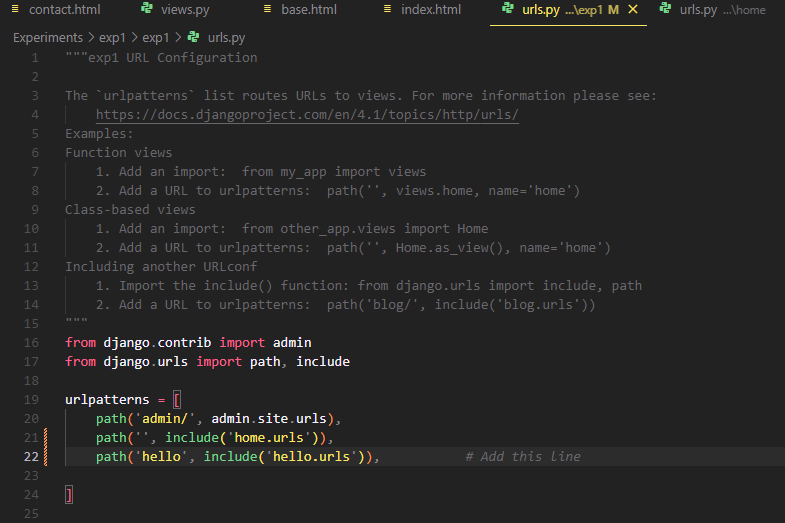 contact.html views.py base.html index.html urls.py ...\exp1 M urls.py ...\home
Experiments > exp1 > exp1 > urls.py
1 """exp1 URL Configuration
2
3 The `urlpatterns` list routes URLs to views. For more information please see:
4     https://docs.djangoproject.com/en/4.1/topics/http/urls/
5 Examples:
6 Function views
7     1. Add an import:  from my_app import views
8     2. Add a URL to urlpatterns:  path('', views.home, name='home')
9 Class-based views
10     1. Add an import:  from other_app.views import Home
11     2. Add a URL to urlpatterns:  path('', Home.as_view(), name='home')
12 Including another URLconf
13     1. Import the include() function: from django.urls import include, path
14     2. Add a URL to urlpatterns:  path('blog/', include('blog.urls'))
15 """
16 from django.contrib import admin
17 from django.urls import path, include
18
19 urlpatterns = [
20     path('admin/', admin.site.urls),
21     path('', include('home.urls')),
22     path('hello', include('hello.urls')),           # Add this line
23
24 ]
25